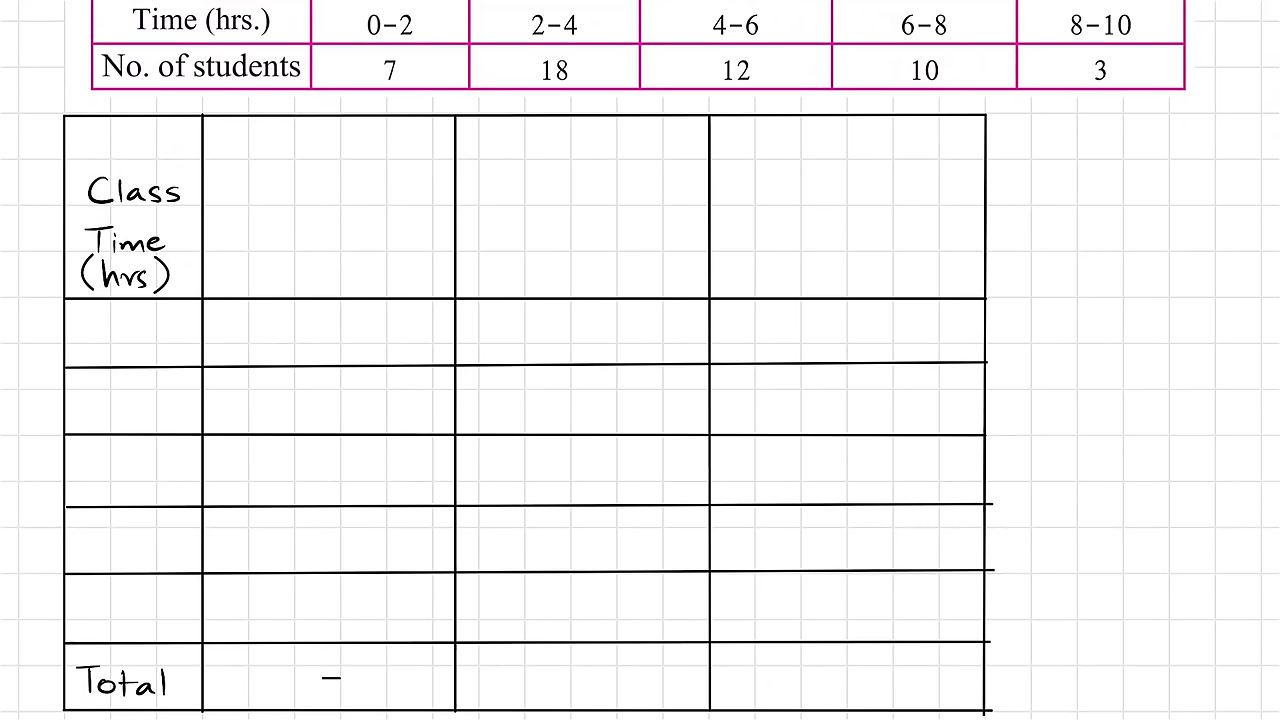 Time (hrs.) 0-2 2-4 4-6 6-8 8-10
No. of students 7 18 12 10 3
Class
Time
(hrs)
Total -